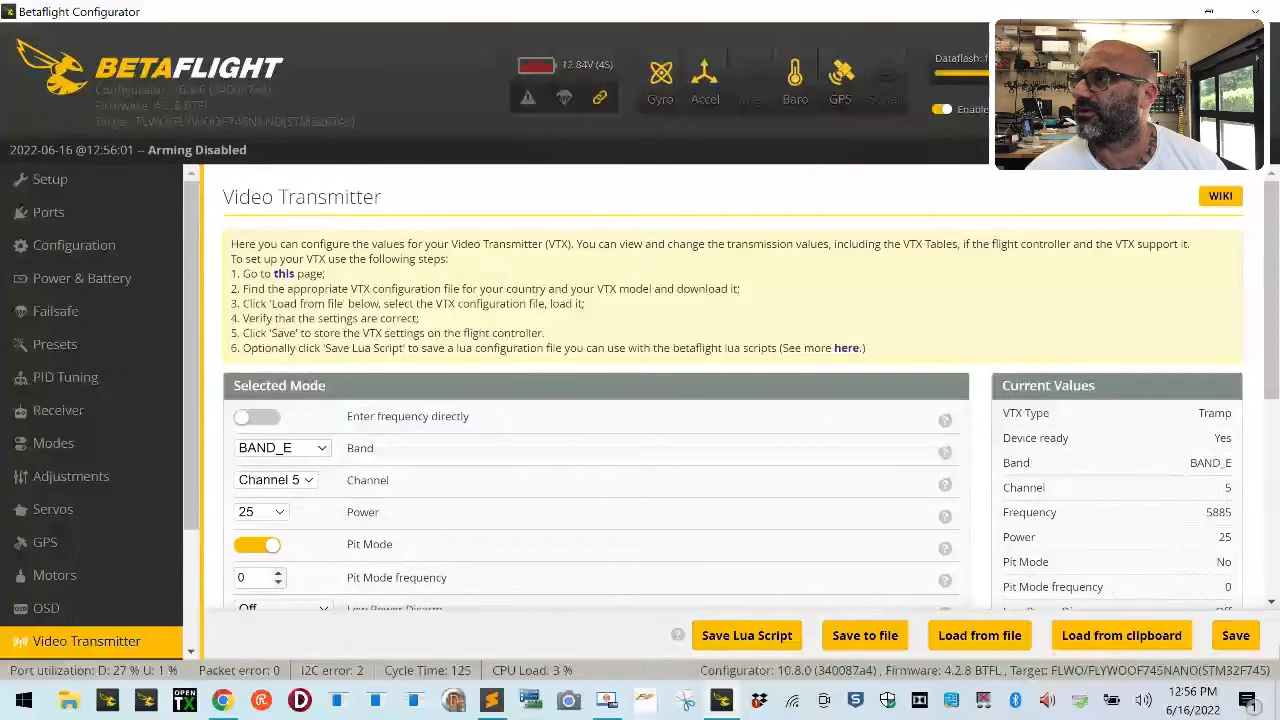 Betaflight Configurator
BETAFLIGHT
12.84V (4S)
Dataflash:
Gyro
Accel
Baro
GPS
Enable
2022-06-16 @12:56:01 -- Arming Disabled
Setup
Ports
Configuration
Power & Battery
Failsafe
Presets
PID Tuning
Receiver
Modes
Adjustments
Servos
GPS
Motors
OSD
Video Transmitter
Video Transmitter
WIKI
Here you can configure the values for your Video Transmitter (VTX). You can view and change the transmission values, including the VTX Tables, if the flight controller and the VTX support it.
To set up your VTX use the following steps:
1. Go to this page;
2. Find the appropriate VTX configuration file for your country and your VTX model and download it;
3. Click 'Load from file' below, select the VTX configuration file, load it;
4. Verify that the settings are correct;
5. Click 'Save' to store the VTX settings on the flight controller.
6. Optionally click 'Save Lua Script' to save a lua configuration file you can use with the betaflight lua scripts (See more here.)
Selected Mode
Enter frequency directly
BAND_E Band
Channel 5 Channel
25 Power
Pit Mode
0 Pit Mode frequency
Off Low Power Disarm
Current Values
VTX Type Tramp
Device ready Yes
Band BAND_E
Channel 5
Frequency 5885
Power 25
Pit Mode No
Pit Mode frequency 0
Save Lua Script
Save to file
Load from file
Load from clipboard
Save
Port utilization: D: 27 % U: 1 %
Packet error: 0
I2C error: 2
Cycle Time: 125
CPU Load: 3 %
Configurator: 10.8.0 (d4087a4), Firmware: 4.2.8 BTFL, Target: FLWO/FLYWOOF745NANO(STM32F745)
OPEN
TX
12:56 PM
6/16/2022